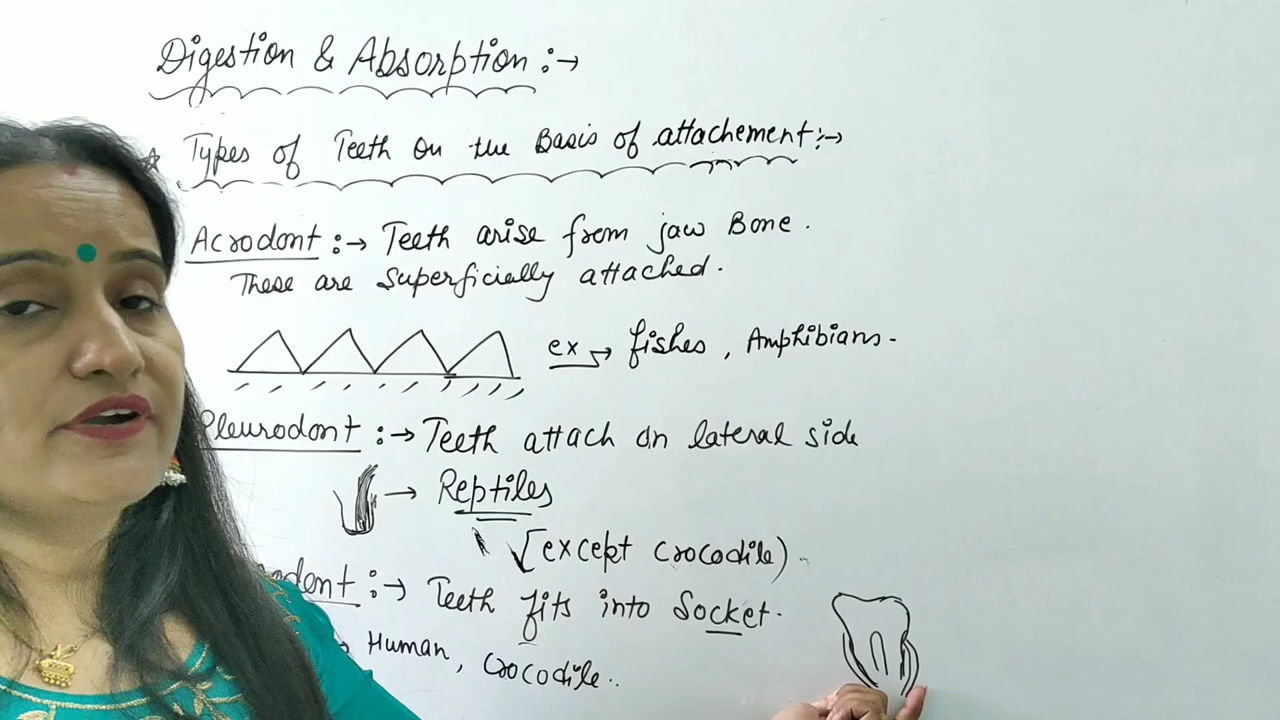 Digestion & Absorption :→
* Types of Teeth on the Basis of attachement :→
Acrodont :→ Teeth arise from jaw Bone.
These are Superficially attached.
ex → fishes, Amphibians.
Pleurodont :→ Teeth attach on lateral side
→ Reptiles
(except Crocodile).
odont :→ Teeth fits into Socket.
Human, Crocodile..